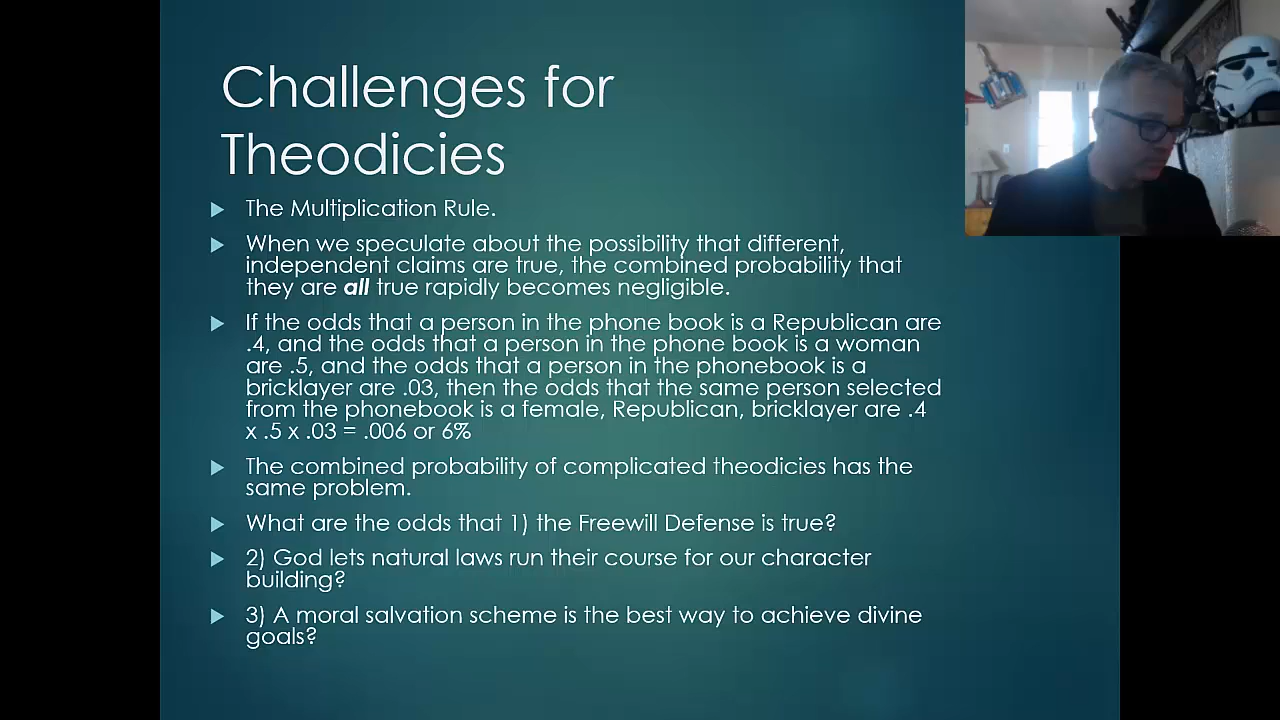 Challenges for
Theodicies
The Multiplication Rule.
When we speculate about the possibility that different,
independent claims are true, the combined probability that
they are all true rapidly becomes negligible.
If the odds that a person in the phone book is a Republican are
.4, and the odds that a person in the phone book is a woman
are .5, and the odds that a person in the phonebook is a
bricklayer are .03, then the odds that the same person selected
from the phonebook is a female, Republican, bricklayer are .4
x .5 x .03 = .006 or 6%
The combined probability of complicated theodicies has the
same problem.
What are the odds that 1) the Freewill Defense is true?
2) God lets natural laws run their course for our character
building?
3) A moral salvation scheme is the best way to achieve divine
goals?